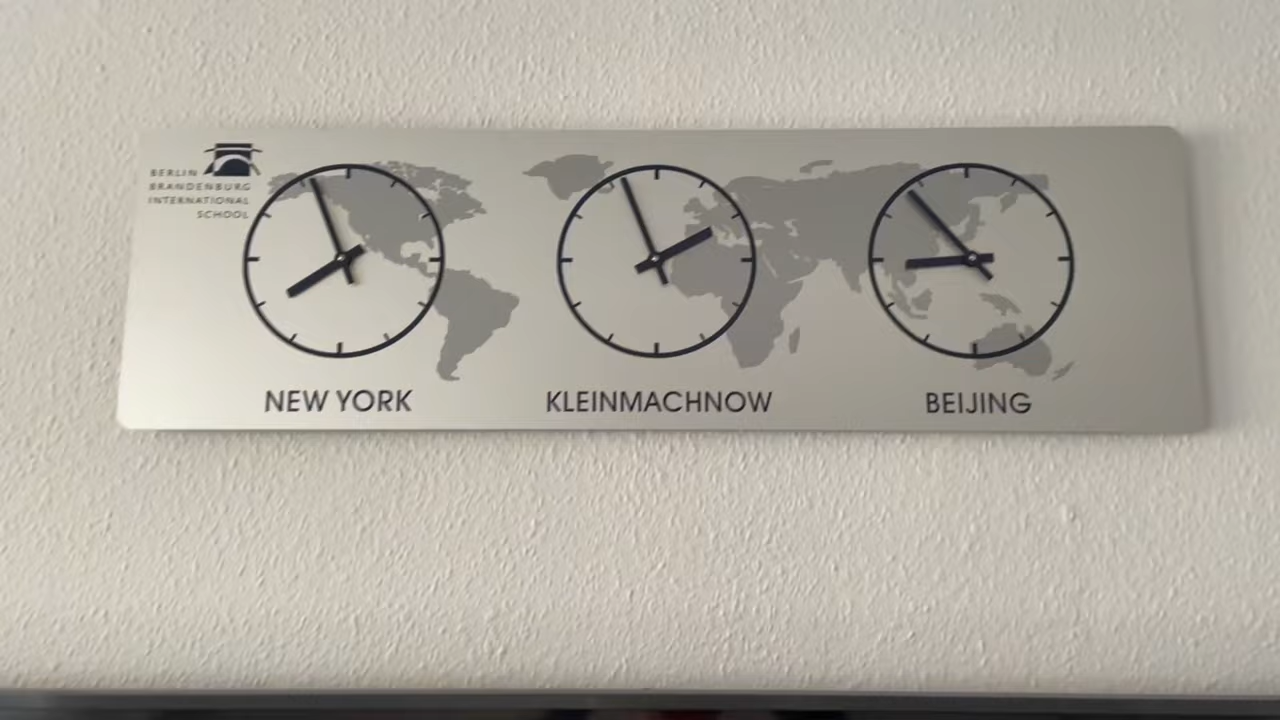 BERLIN
BRANDENBURG
INTERNATIONAL
SCHOOL
NEW YORK
KLEINMACHNOW
BEIJING